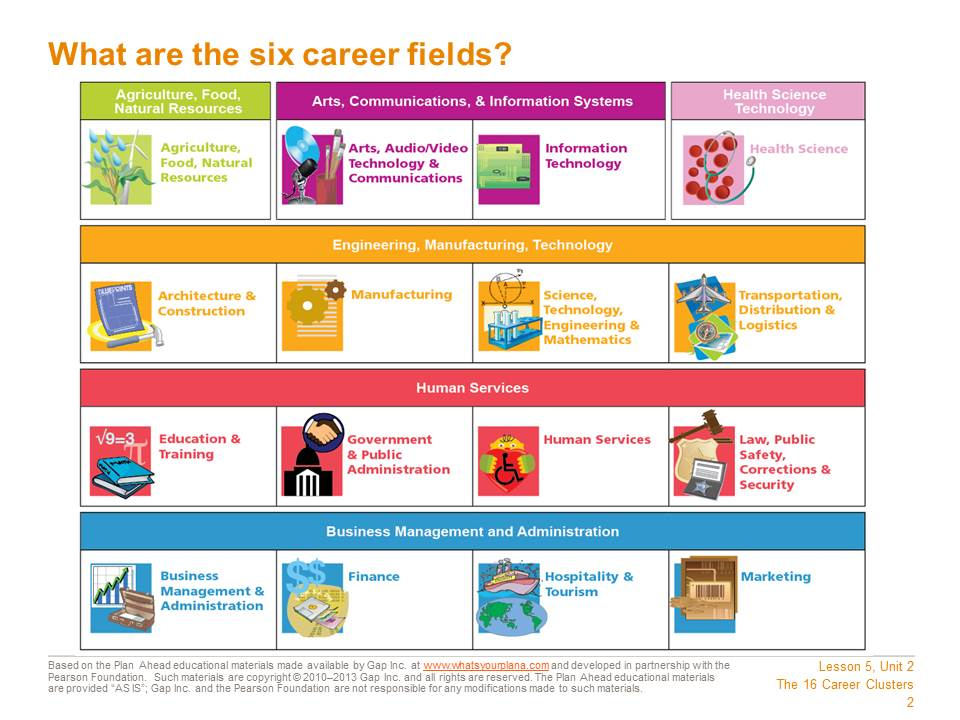 What are the six career fields?
Agriculture, Food,
Natural Resources
Arts, Communications, & Information Systems
Health Science
Technology
Agriculture,
Food, Natural
Resources
Arts, Audio/Video
Technology &
Communications
Information
Technology
Health Science
Engineering, Manufacturing, Technology
BLUEPRINTS
Architecture &
Construction
Manufacturing
Science,
Technology,
Engineering &
Mathematics
Transportation,
Distribution &
Logistics
Human Services
√9=3
π
Education &
Training
Government
& Public
Administration
Human Services
Law, Public
Safety,
Corrections &
Security
Business Management and Administration
Business
Management &
Administration
$$
Finance
Hospitality &
Tourism
Marketing
Based on the Plan Ahead educational materials made available by Gap Inc. at www.whatsyourplana.com and developed in partnership with the
Pearson Foundation. Such materials are copyright © 2010–2013 Gap Inc. and all rights are reserved. The Plan Ahead educational materials
are provided “AS IS”; Gap Inc. and the Pearson Foundation are not responsible for any modifications made to such materials.
Lesson 5, Unit 2
The 16 Career Clusters
2